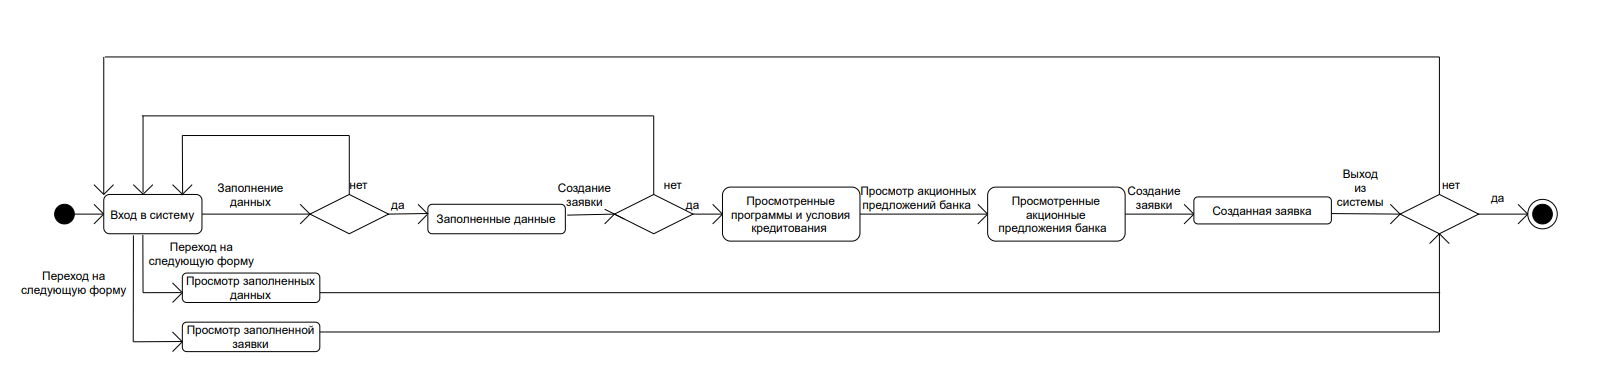 Вход в систему
Заполнение
данных
нет
да
Заполненные данные
Создание
заявки
нет
да
Просмотренные
программы и условия
кредитования
Просмотр акционных
предложений банка
Просмотренные
акционные
предложения банка
Создание
заявки
Созданная заявка
Выход
из
системы
нет
да
Переход на
следующую форму
Просмотр заполненных
данных
Переход на
следующую форму
Просмотр заполненной
заявки